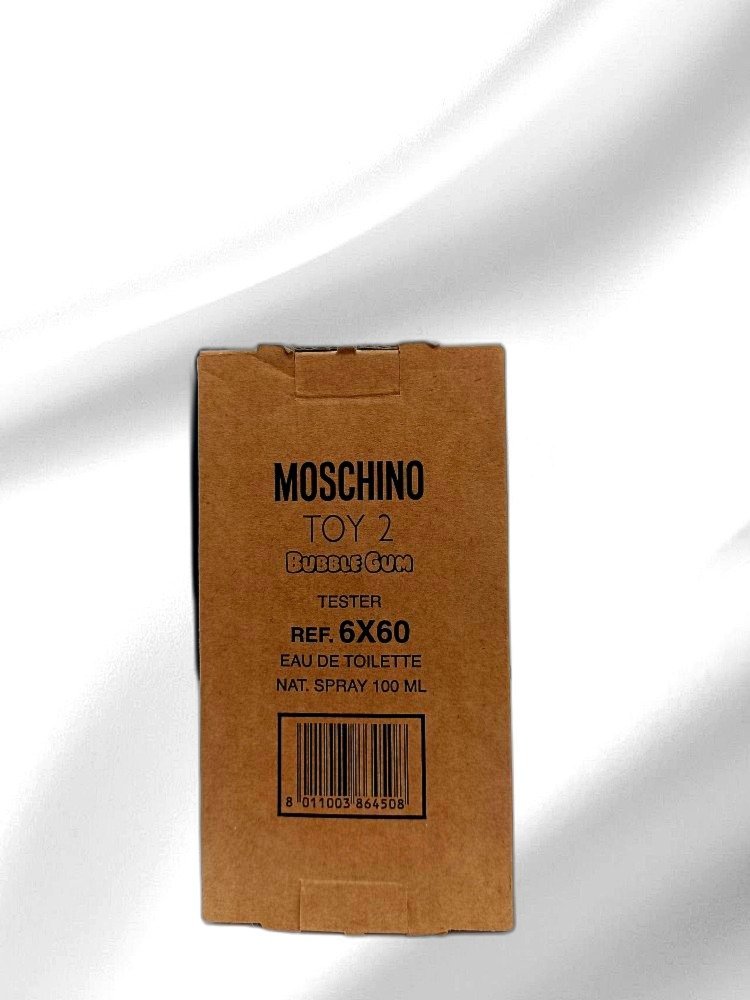 MOSCHINO
TOY 2
BUBBLE GUM
TESTER
REF. 6X60
EAU DE TOILETTE
NAT. SPRAY 100 ML
8 011003 864508